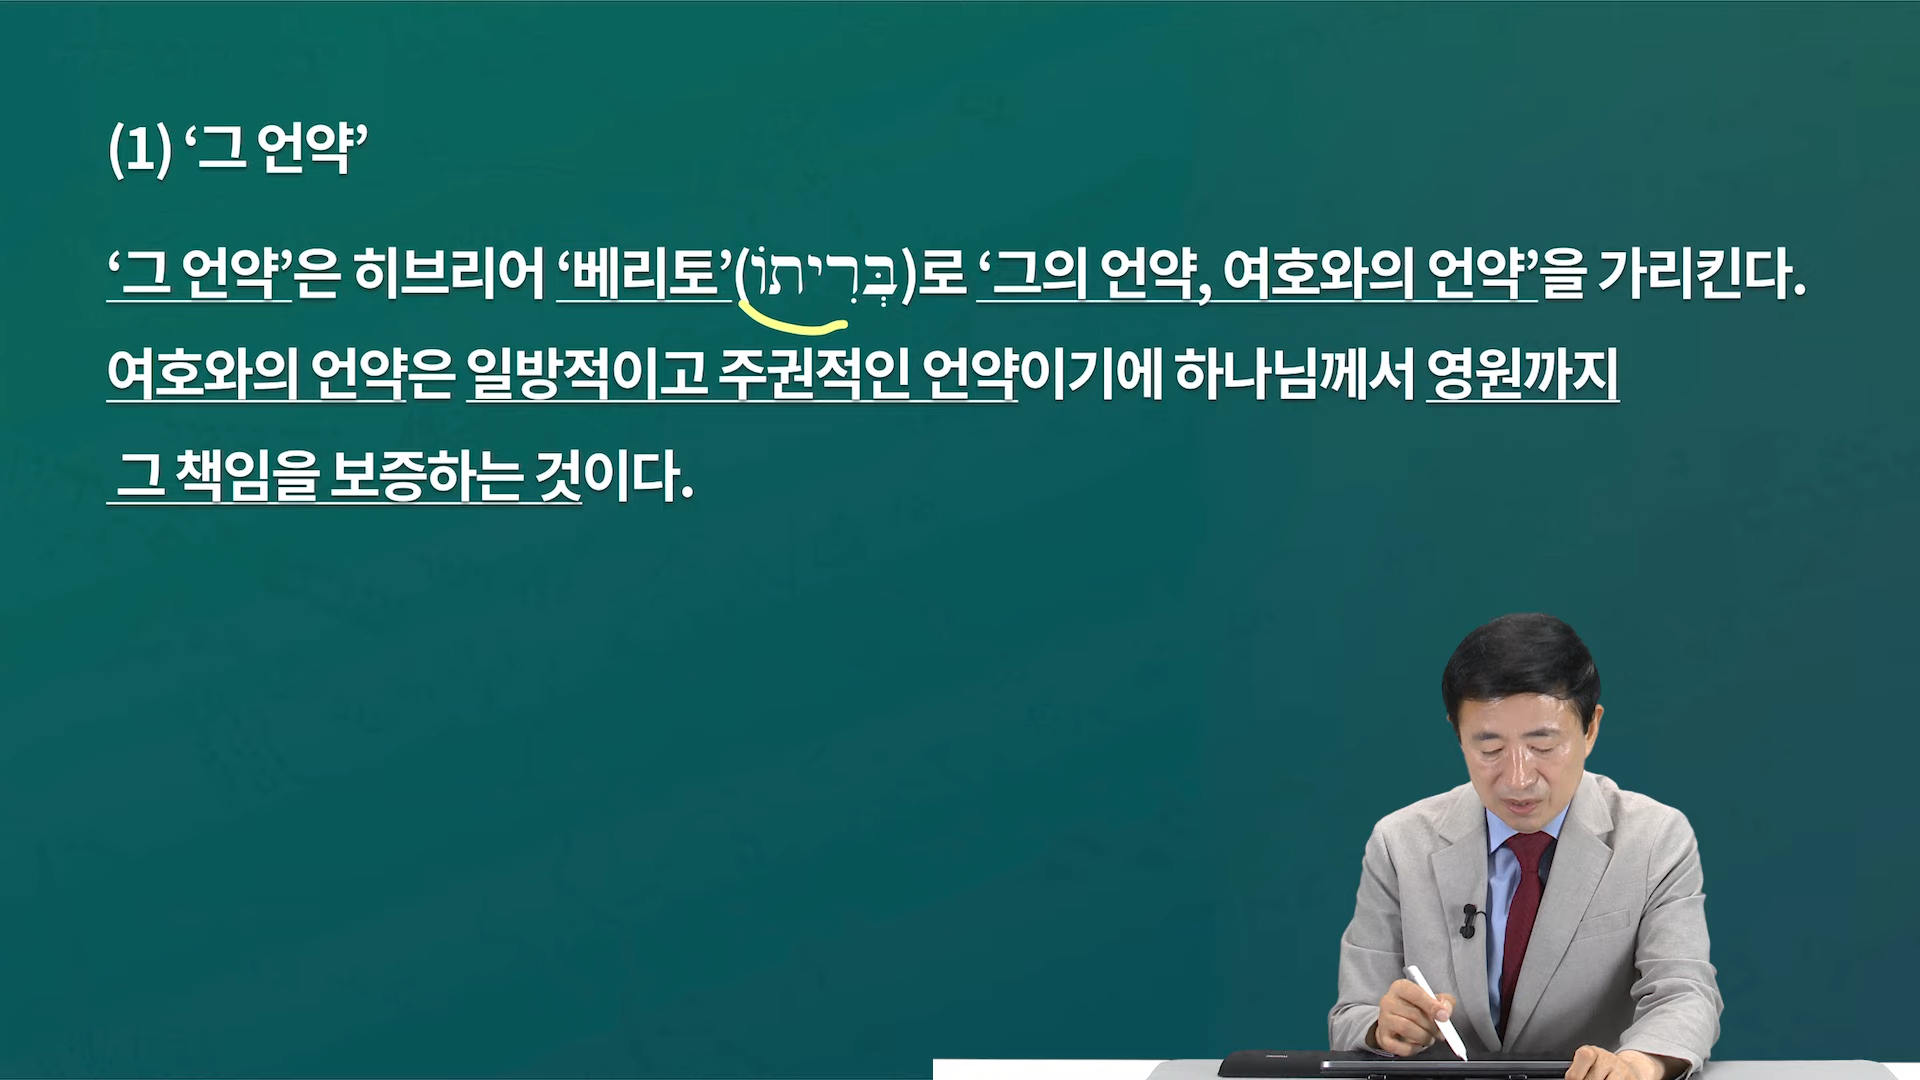 (1) ‘그 언약’
‘그 언약’은 히브리어 ‘베리토’(בְּרִיתוֹ)로 ‘그의 언약, 여호와의 언약’을 가리킨다.
여호와의 언약은 일방적이고 주권적인 언약이기에 하나님께서 영원까지
그 책임을 보증하는 것이다.